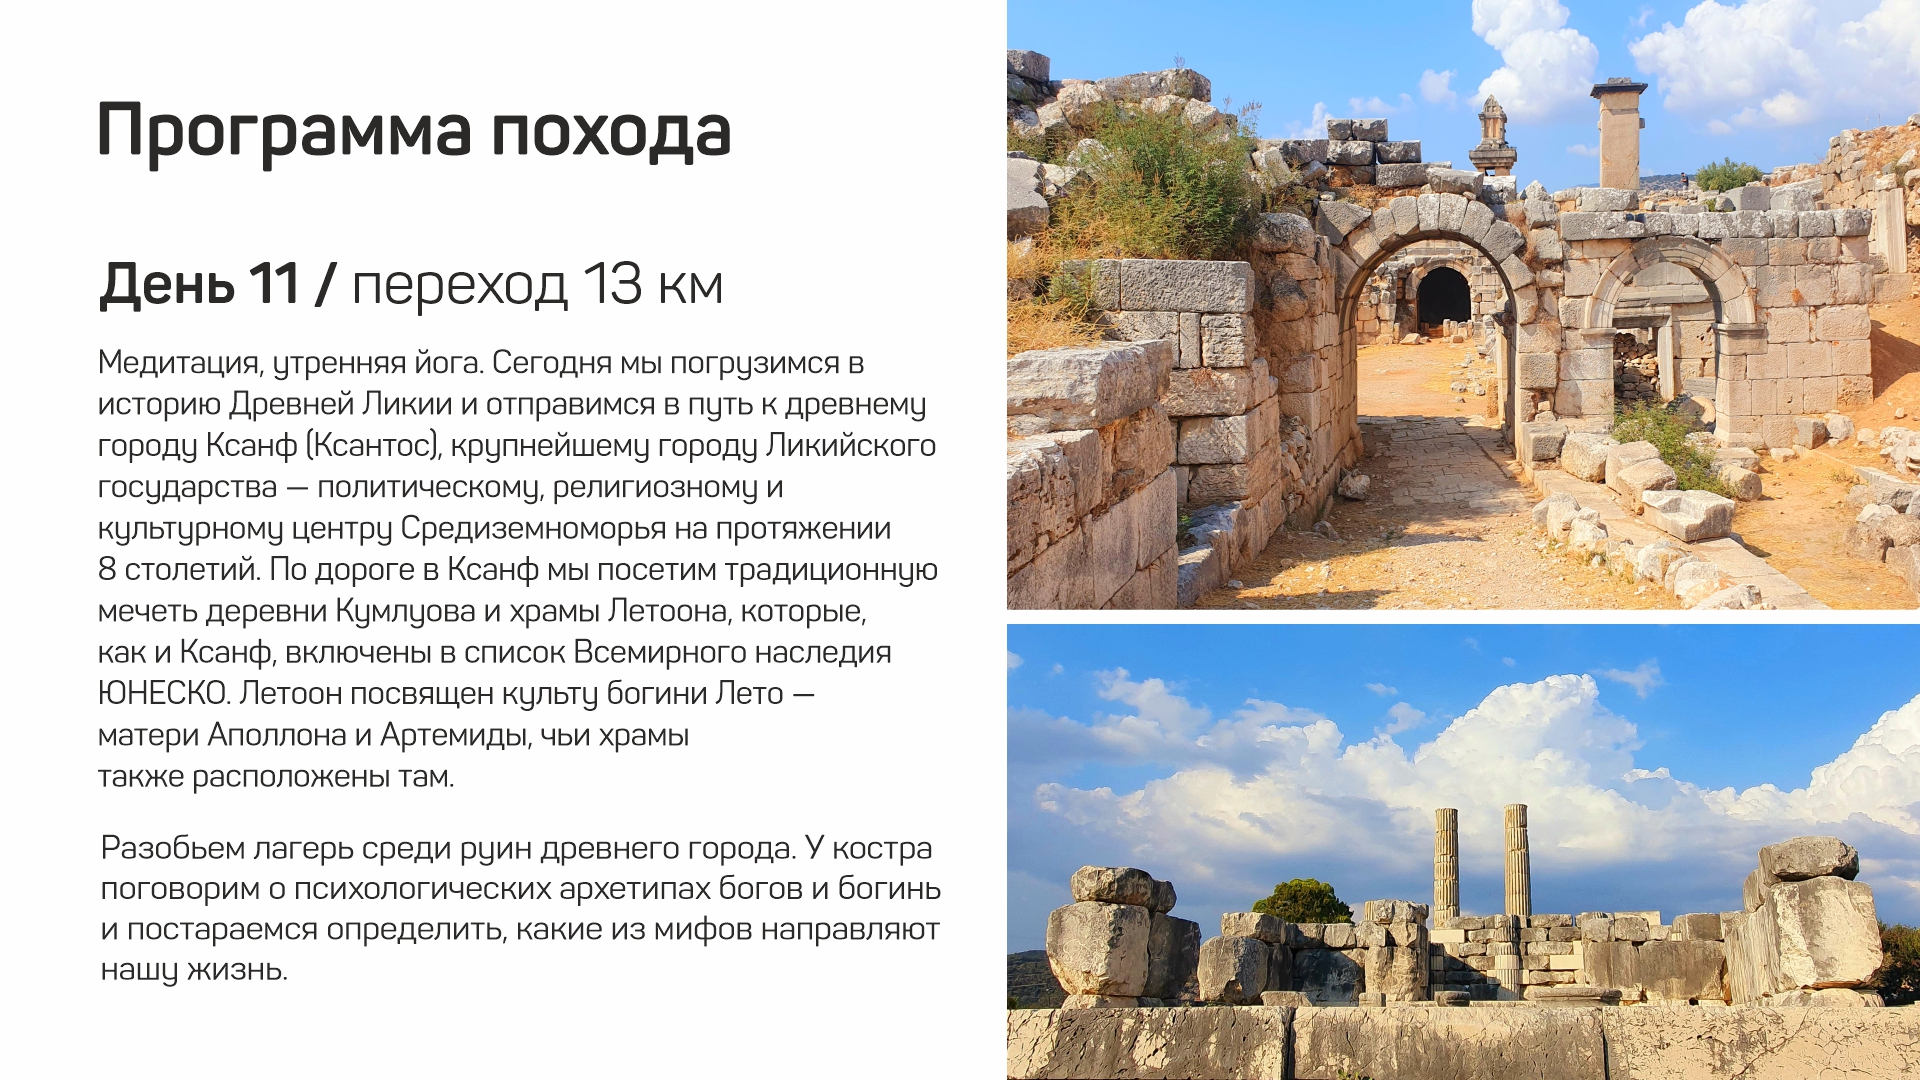 Программа похода
День 11 / переход 13 км
Медитация, утренняя йога. Сегодня мы погрузимся в
историю Древней Ликии и отправимся в путь к древнему
городу Ксанф (Ксантос), крупнейшему городу Ликийского
государства — политическому, религиозному и
культурному центру Средиземноморья на протяжении
8 столетий. По дороге в Ксанф мы посетим традиционную
мечеть деревни Кумлуова и храмы Летоона, которые,
как и Ксанф, включены в список Всемирного наследия
ЮНЕСКО. Летоон посвящен культу богини Лето —
матери Аполлона и Артемиды, чьи храмы
также расположены там.
Разобьем лагерь среди руин древнего города. У костра
поговорим о психологических архетипах богов и богинь
и постараемся определить, какие из мифов направляют
нашу жизнь.